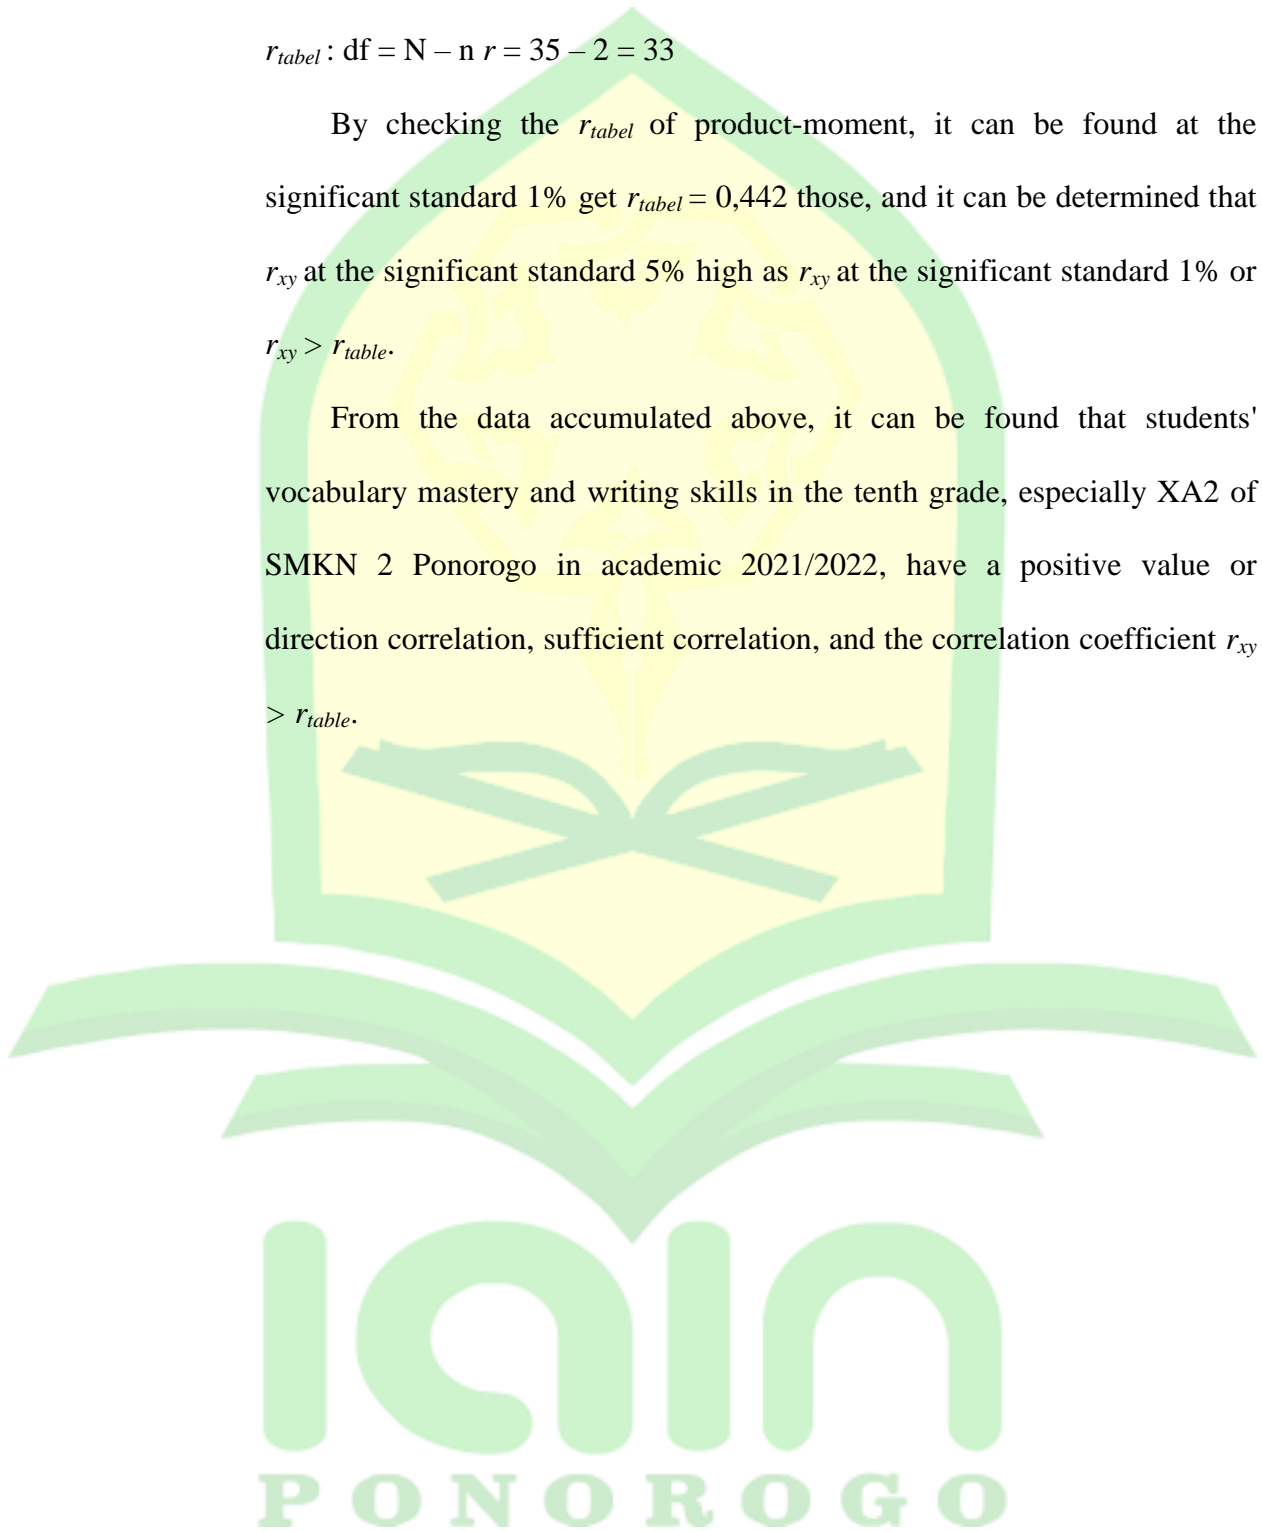 rtabel : df = N – n r = 35 – 2 = 33
By checking the rtabel of product-moment, it can be found at the
significant standard 1% get rtabel = 0,442 those, and it can be determined that
rxy at the significant standard 5% high as rxy at the significant standard 1% or
rxy > rtable.
From the data accumulated above, it can be found that students'
vocabulary mastery and writing skills in the tenth grade, especially XA2 of
SMKN 2 Ponorogo in academic 2021/2022, have a positive value or
direction correlation, sufficient correlation, and the correlation coefficient rxy
> rtable.
iain
PONOROGO